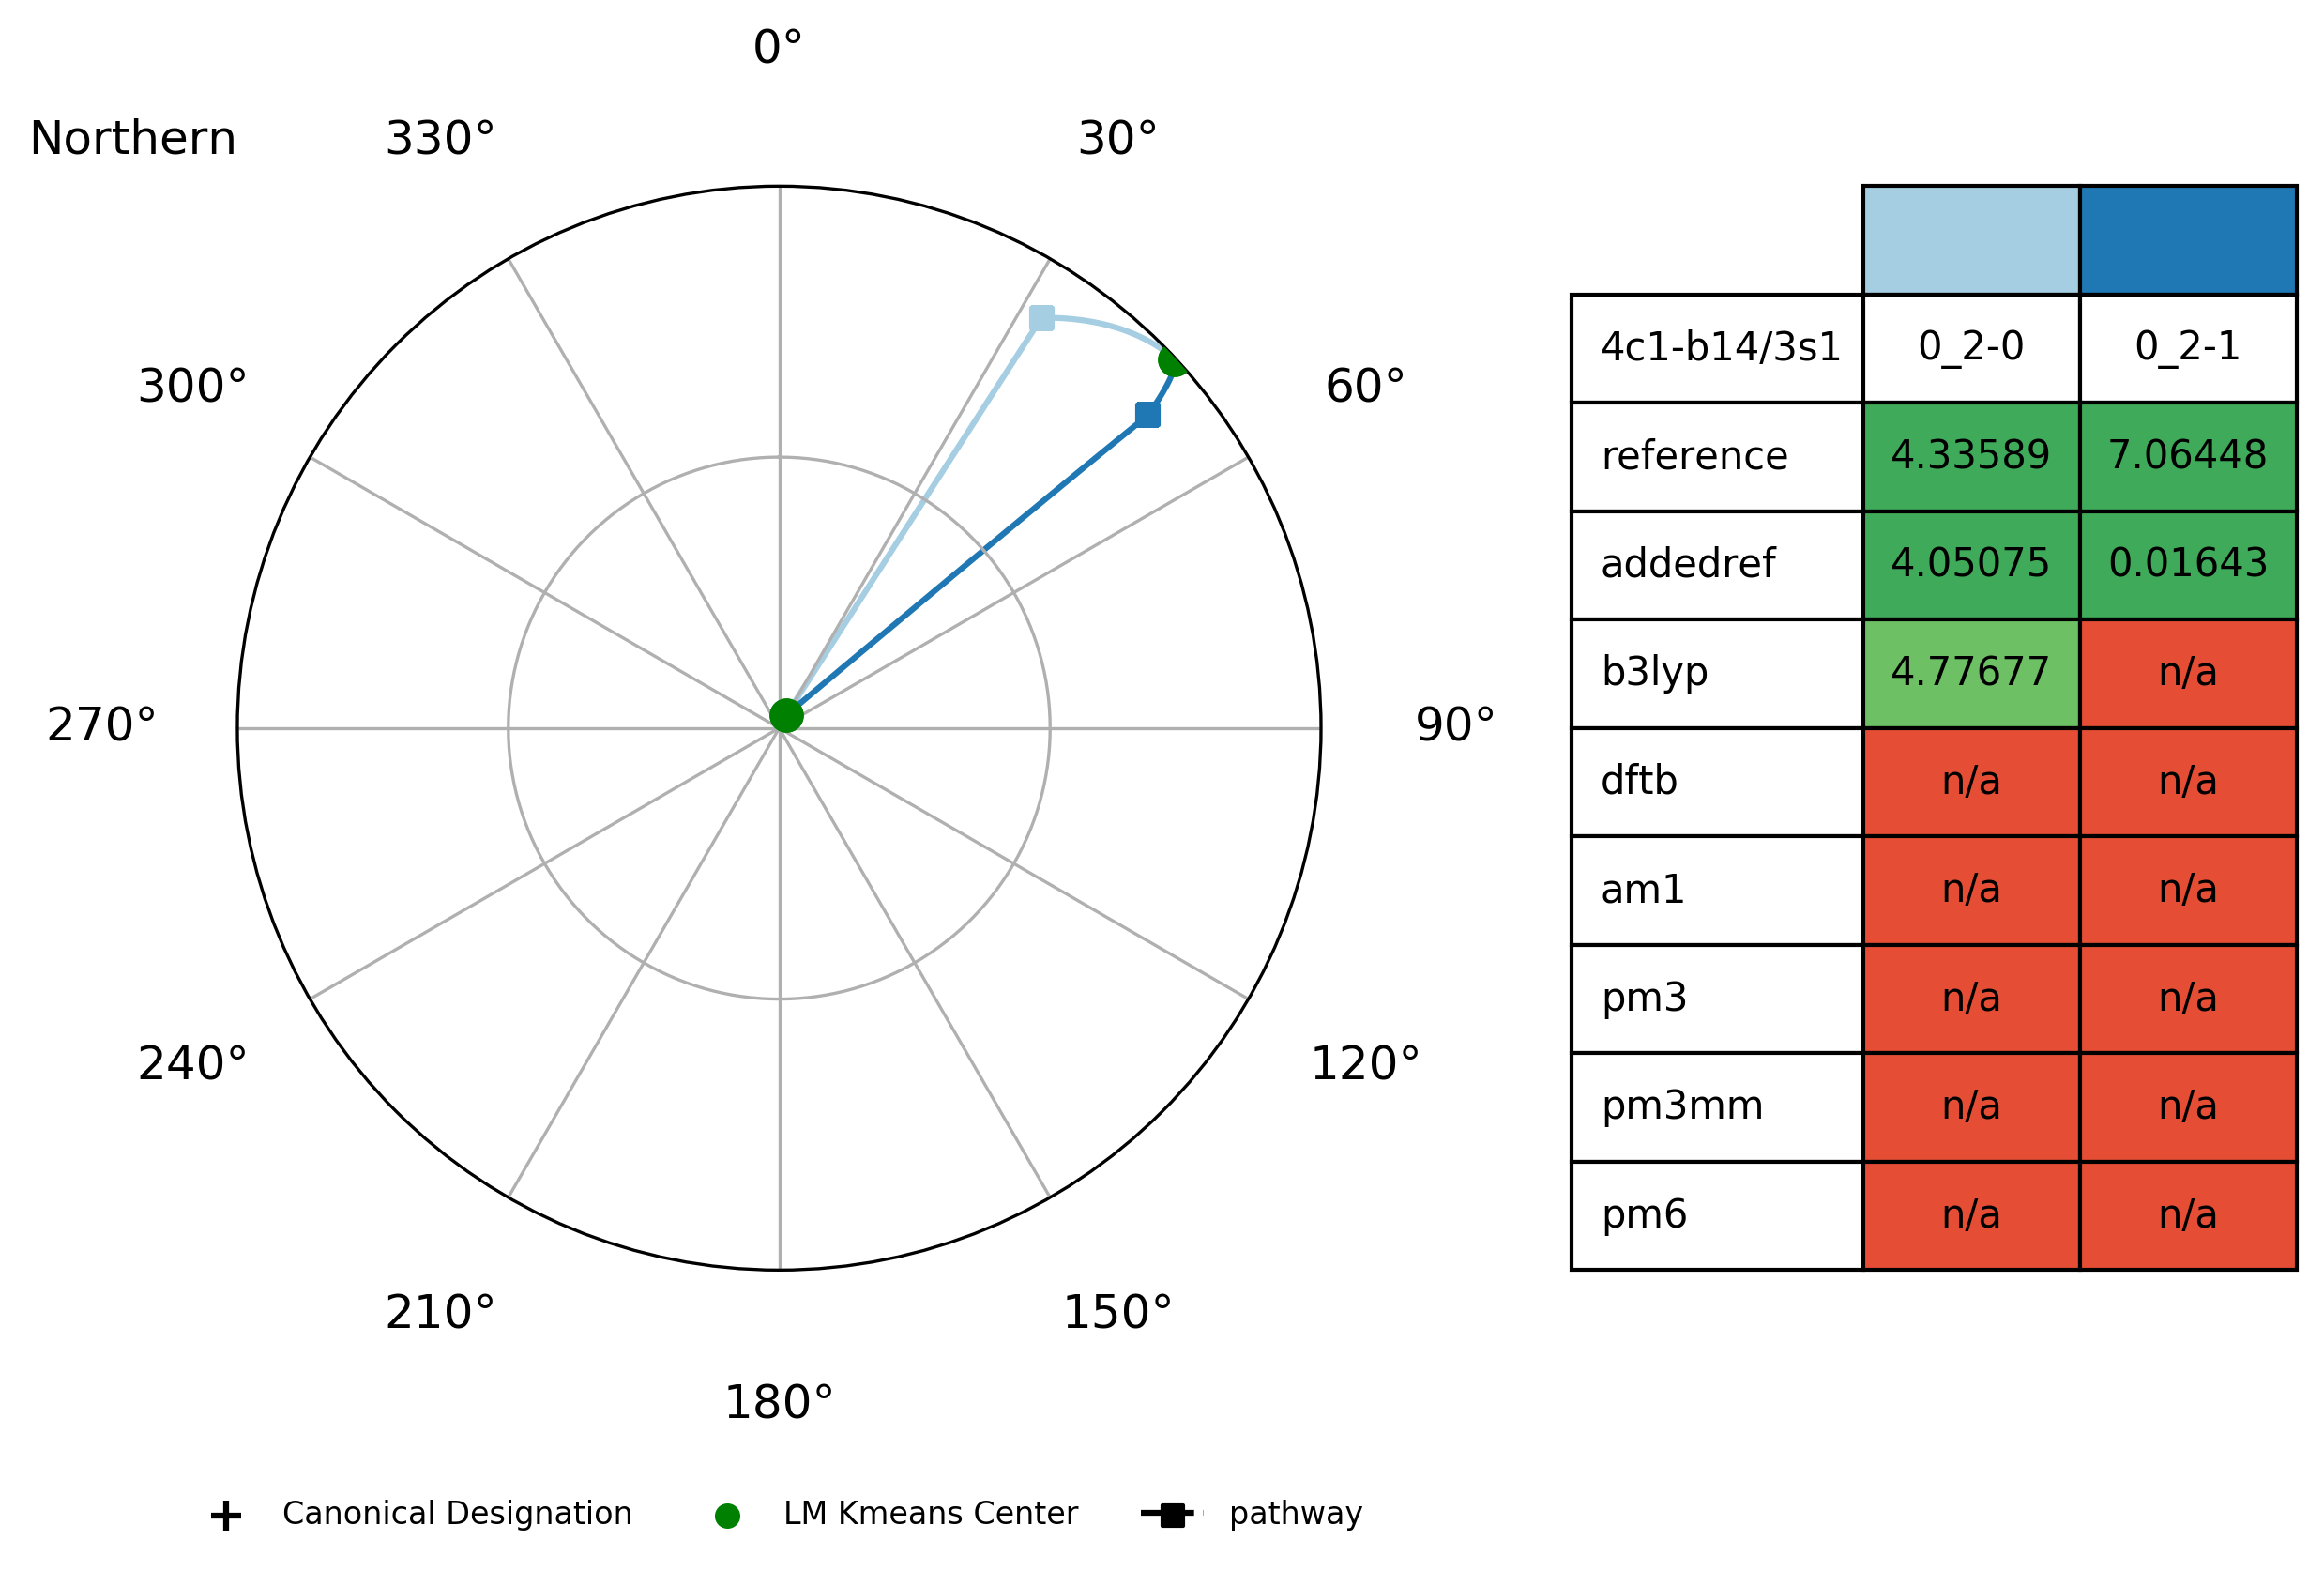 0°
Northern
330°
30°
300°
60°
270°
90°
240°
120°
210°
150°
180°
4c1-b14/3s1 0_2-0 0_2-1
reference 4.33589 7.06448
addedref 4.05075 0.01643
b3lyp 4.77677 n/a
dftb n/a n/a
am1 n/a n/a
pm3 n/a n/a
pm3mm n/a n/a
pm6 n/a n/a
Canonical Designation LM Kmeans Center pathway